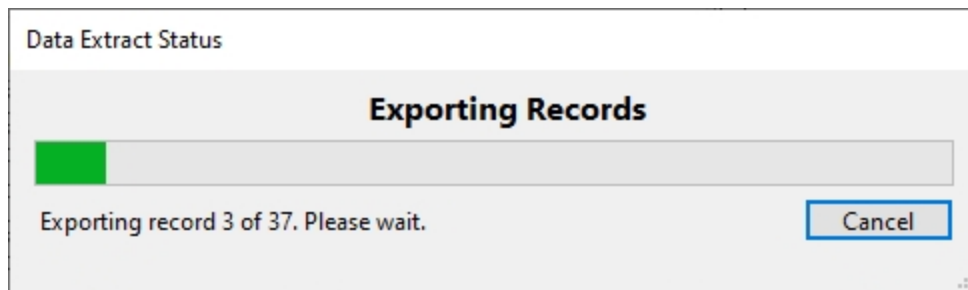 Data Extract Status
Exporting Records
Exporting record 3 of 37. Please wait.
Cancel